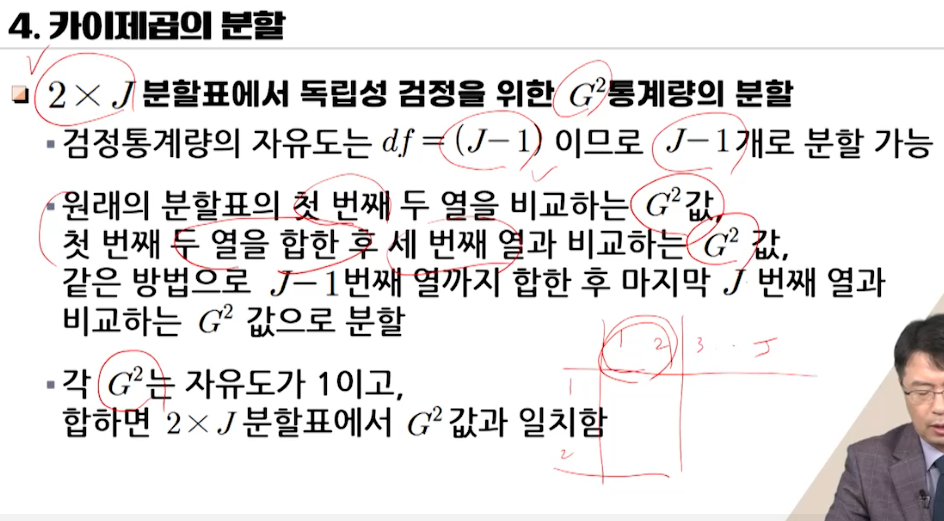 4. 카이제곱의 분할
2×J 분할표에서 독립성 검정을 위한 G² 통계량의 분할
검정통계량의 자유도는 df = (J-1) 이므로 J-1개로 분할 가능
원래의 분할표의 첫 번째 두 열을 비교하는 G² 값,
첫 번째 두 열을 합한 후 세 번째 열과 비교하는 G² 값,
같은 방법으로 J-1번째 열까지 합한 후 마지막 J 번째 열과
비교하는 G² 값으로 분할
1 2 3 ·· J
각 G²는 자유도가 1이고,
1
합하면 2×J 분할표에서 G² 값과 일치함
2